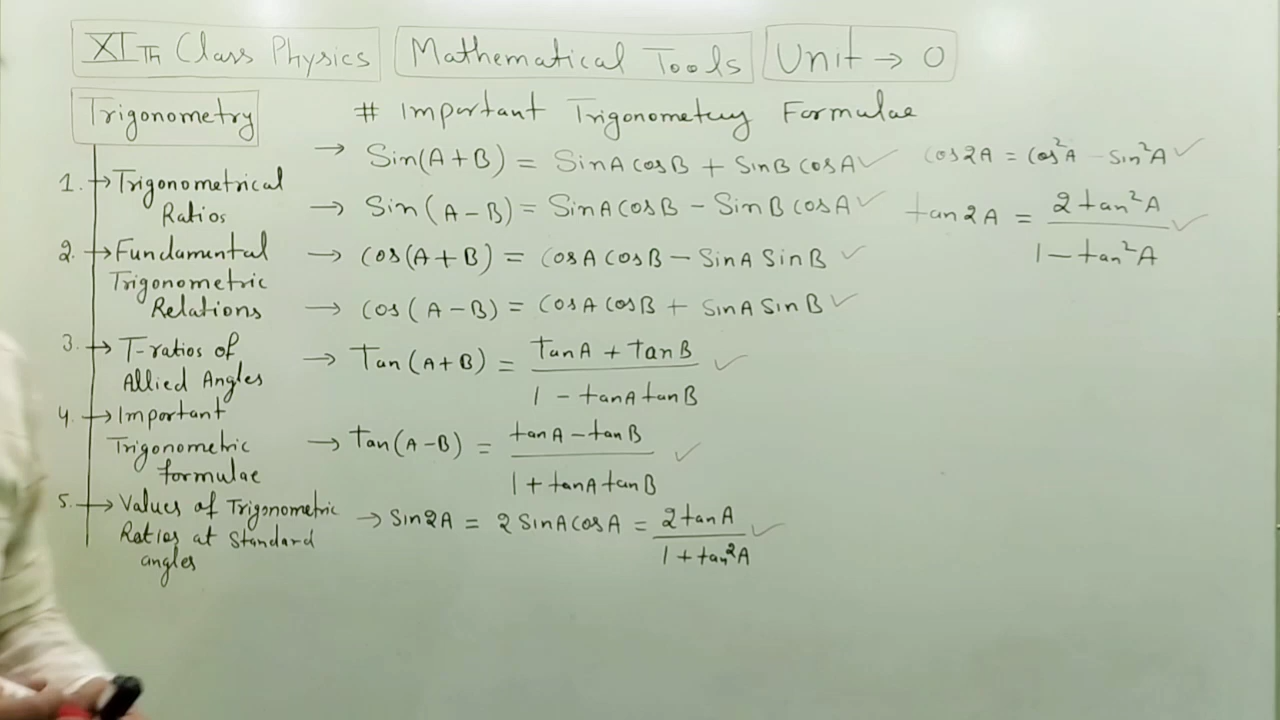 XITH Class Physics Mathematical Tools Unit → 0
Trigonometry
1. → Trigonometrical
Ratios
2. → Fundamental
Trigonometric
Relations
3. → T-ratios of
Allied Angles
4. → Important
Trigonometric
formulae
5. → Values of Trigonometric
Ratios at Standard
angles
# Important Trigonometry Formulae
→ Sin(A+B) = SinA cosB + SinB cosA ✓
→ Sin(A-B) = SinA cosB - SinB cosA ✓
→ cos(A+B) = cosA cosB - SinA SinB ✓
→ cos(A-B) = cosA cosB + SinA SinB ✓
→ Tan(A+B) = (TanA + TanB) / (1 - tanA tanB) ✓
→ tan(A-B) = (tanA - tanB) / (1 + tanA tanB) ✓
→ Sin2A = 2 SinA cosA = 2tanA / (1 + tan²A) ✓
cos2A = cos²A - Sin²A ✓
tan2A = 2tan²A / (1 - tan²A) ✓